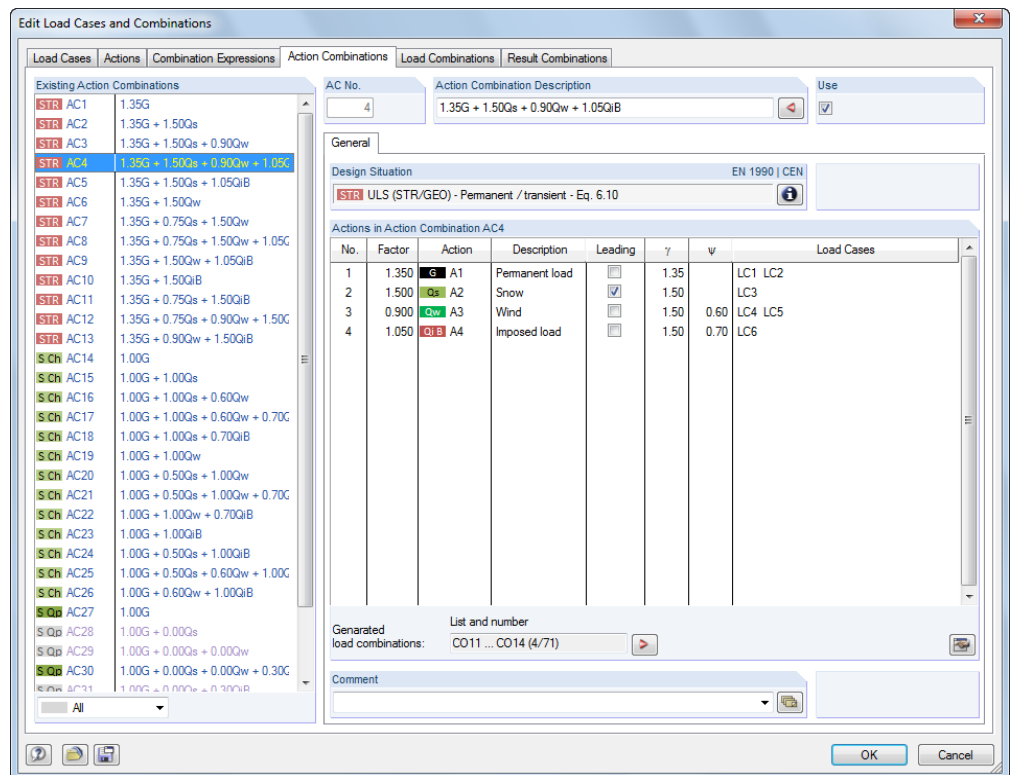 Edit Load Cases and Combinations
Load Cases Actions Combination Expressions Action Combinations Load Combinations Result Combinations
Existing Action Combinations
STR AC1 1.35G
STR AC2 1.35G + 1.50Qs
STR AC3 1.35G + 1.50Qs + 0.90Qw
STR AC4 1.35G + 1.50Qs + 0.90Qw + 1.05G
STR AC5 1.35G + 1.50Qs + 1.05QiB
STR AC6 1.35G + 1.50Qw
STR AC7 1.35G + 0.75Qs + 1.50Qw
STR AC8 1.35G + 0.75Qs + 1.50Qw + 1.05G
STR AC9 1.35G + 1.50Qw + 1.05QiB
STR AC10 1.35G + 1.50QiB
STR AC11 1.35G + 0.75Qs + 1.50QiB
STR AC12 1.35G + 0.75Qs + 0.90Qw + 1.50G
STR AC13 1.35G + 0.90Qw + 1.50QiB
S Ch AC14 1.00G
S Ch AC15 1.00G + 1.00Qs
S Ch AC16 1.00G + 1.00Qs + 0.60Qw
S Ch AC17 1.00G + 1.00Qs + 0.60Qw + 0.70G
S Ch AC18 1.00G + 1.00Qs + 0.70QiB
S Ch AC19 1.00G + 1.00Qw
S Ch AC20 1.00G + 0.50Qs + 1.00Qw
S Ch AC21 1.00G + 0.50Qs + 1.00Qw + 0.70G
S Ch AC22 1.00G + 1.00Qw + 0.70QiB
S Ch AC23 1.00G + 1.00QiB
S Ch AC24 1.00G + 0.50Qs + 1.00QiB
S Ch AC25 1.00G + 0.50Qs + 0.60Qw + 1.00G
S Ch AC26 1.00G + 0.60Qw + 1.00QiB
S Qp AC27 1.00G
S Qp AC28 1.00G + 0.00Qs
S Qp AC29 1.00G + 0.00Qs + 0.00Qw
S Qp AC30 1.00G + 0.00Qs + 0.00Qw + 0.30G
S Qp AC31 1.00G + 0.00Qs + 0.30QiB
All
AC No.
4
Action Combination Description
1.35G + 1.50Qs + 0.90Qw + 1.05QiB
Use
General
Design Situation EN 1990 | CEN
STR ULS (STR/GEO) - Permanent / transient - Eq. 6.10
Actions in Action Combination AC4
No. Factor Action Description Leading γ ψ Load Cases
1 1.350 G A1 Permanent load 1.35 LC1 LC2
2 1.500 Qs A2 Snow 1.50 LC3
3 0.900 Qw A3 Wind 1.50 0.60 LC4 LC5
4 1.050 Qi B A4 Imposed load 1.50 0.70 LC6
List and number
Genarated
load combinations: CO11 ... CO14 (4/71)
Comment
OK Cancel